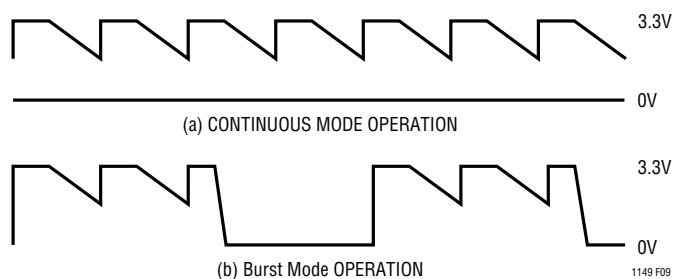 3.3V
0V
(a) CONTINUOUS MODE OPERATION
3.3V
0V
(b) Burst Mode OPERATION
1149 F09